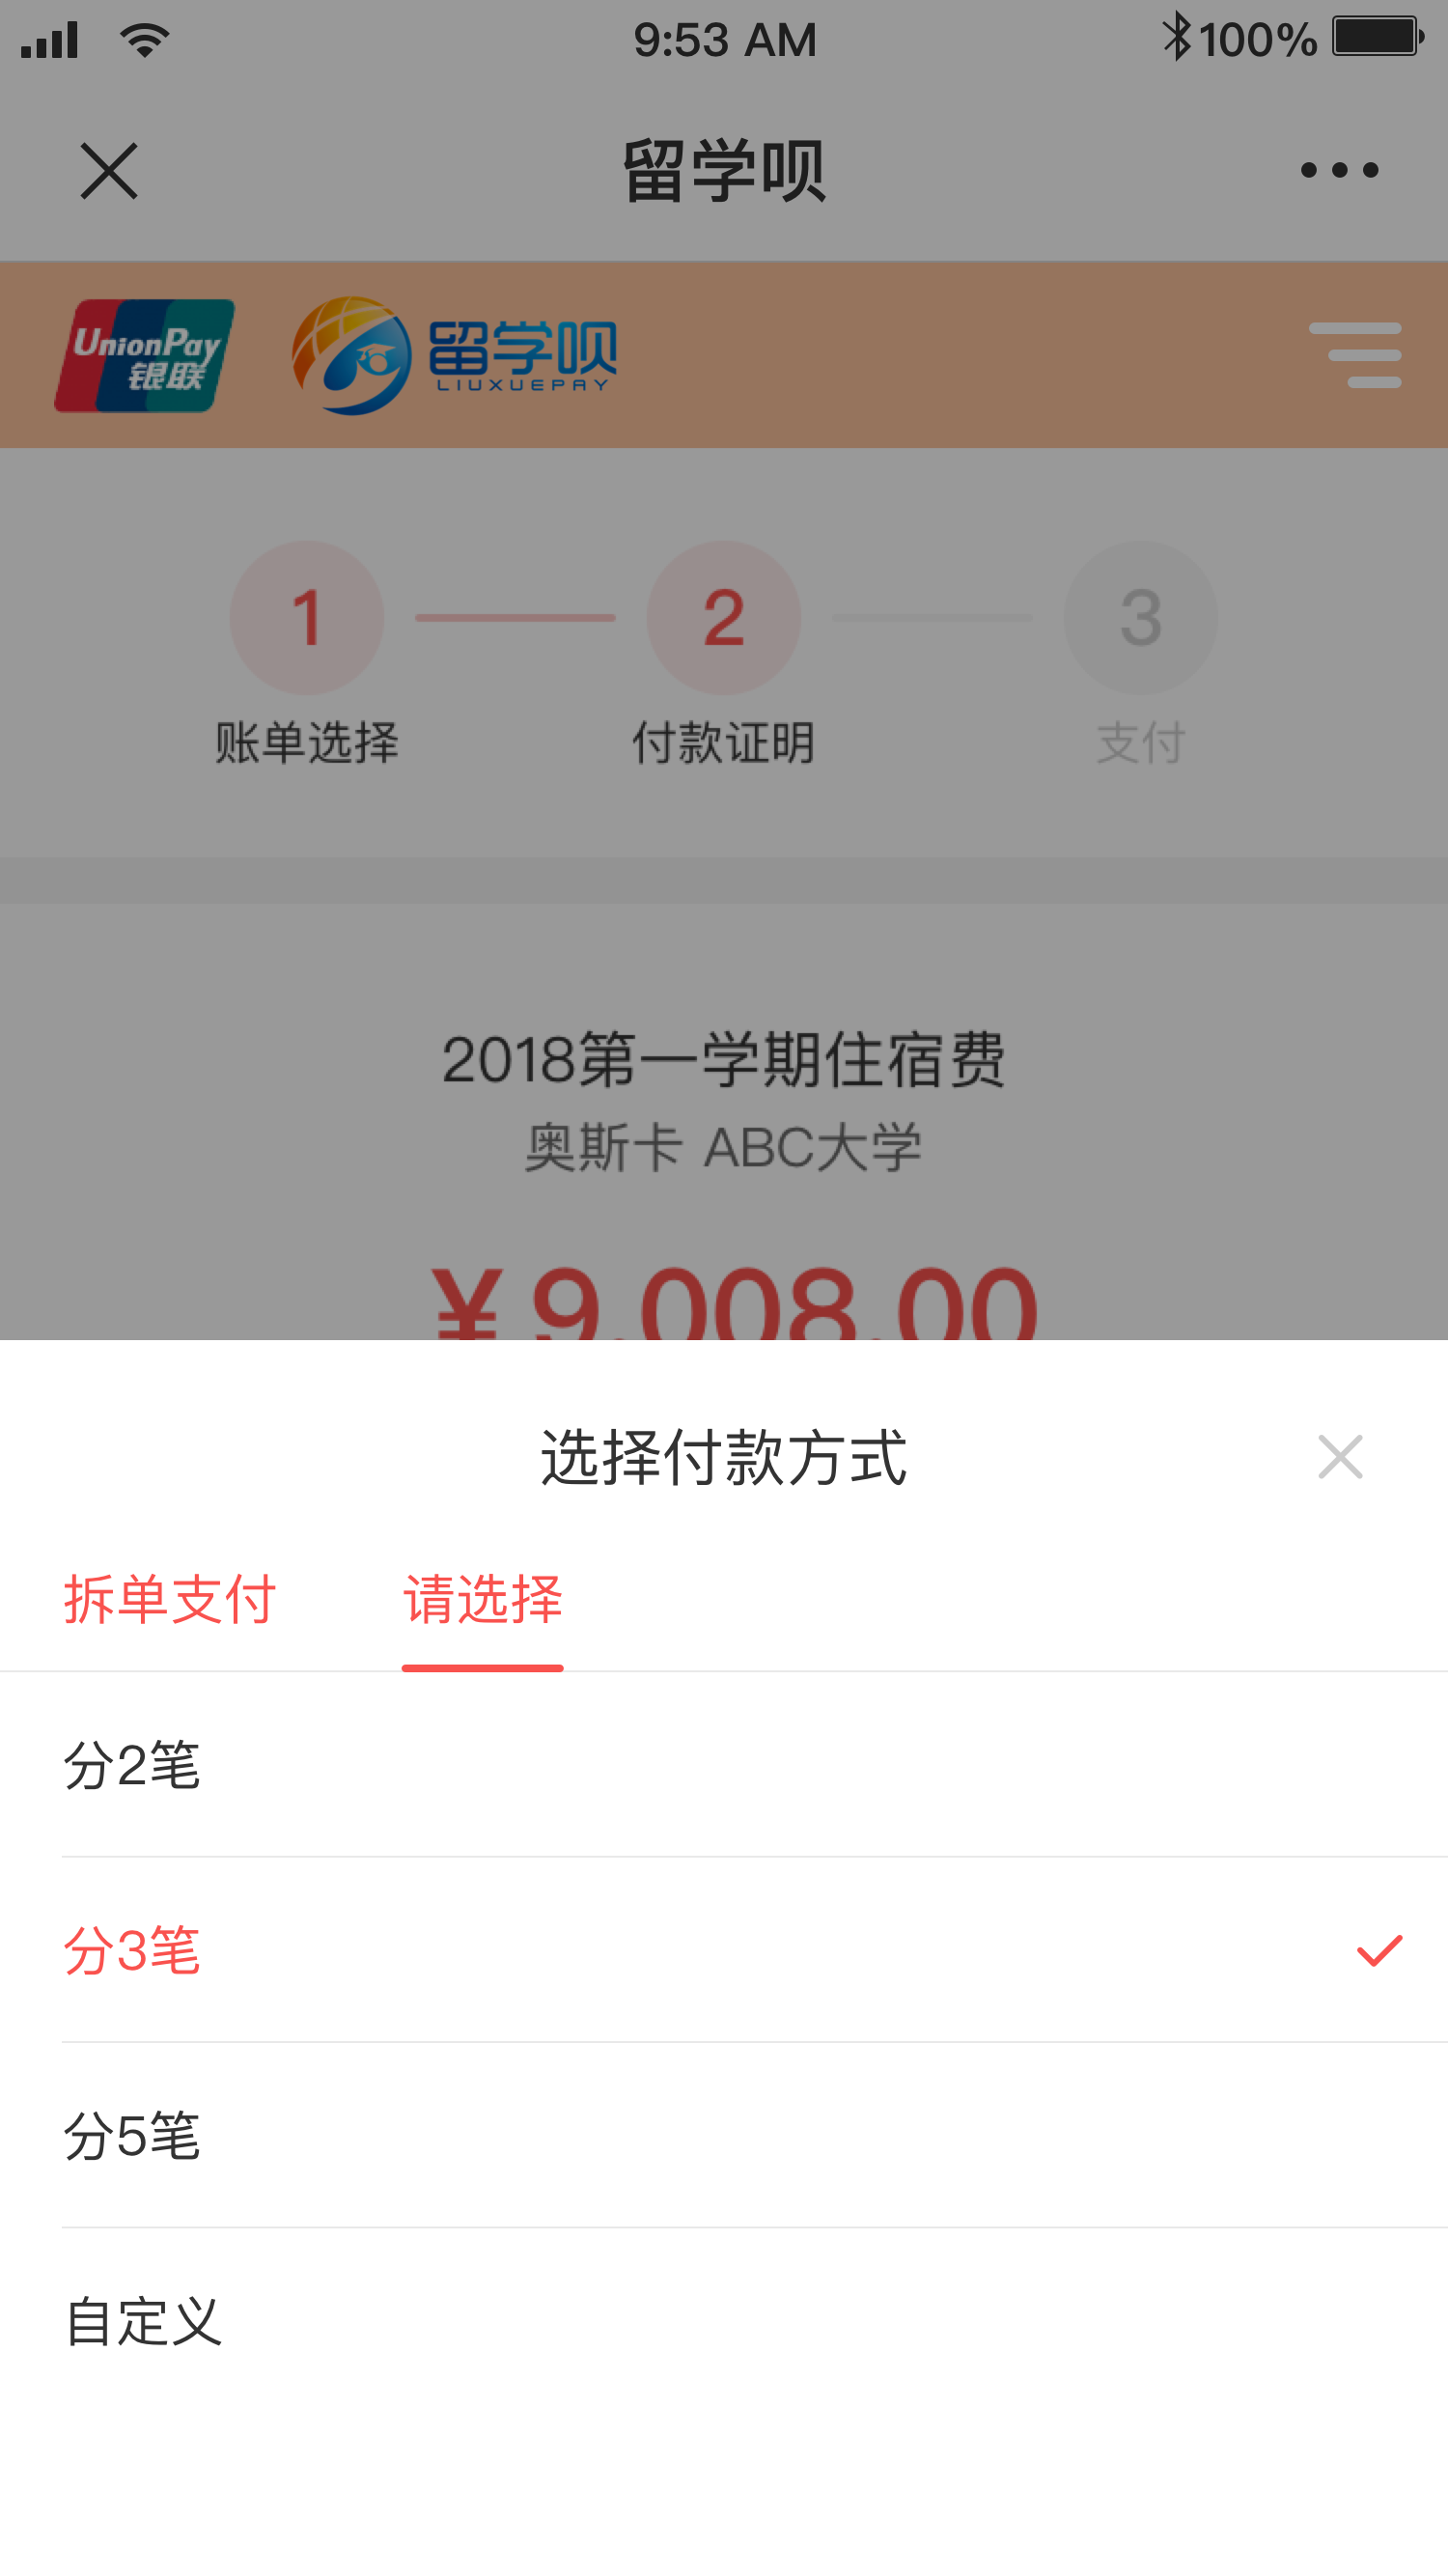 9:53 AM 100%
留学呗
UnionPay
银联
留学呗
LIUXUEPAY
1 2 3
账单选择 付款证明 支付
2018第一学期住宿费
奥斯卡 ABC大学
¥ 9,008.00
选择付款方式
拆单支付 请选择
分2笔
分3笔
分5笔
自定义